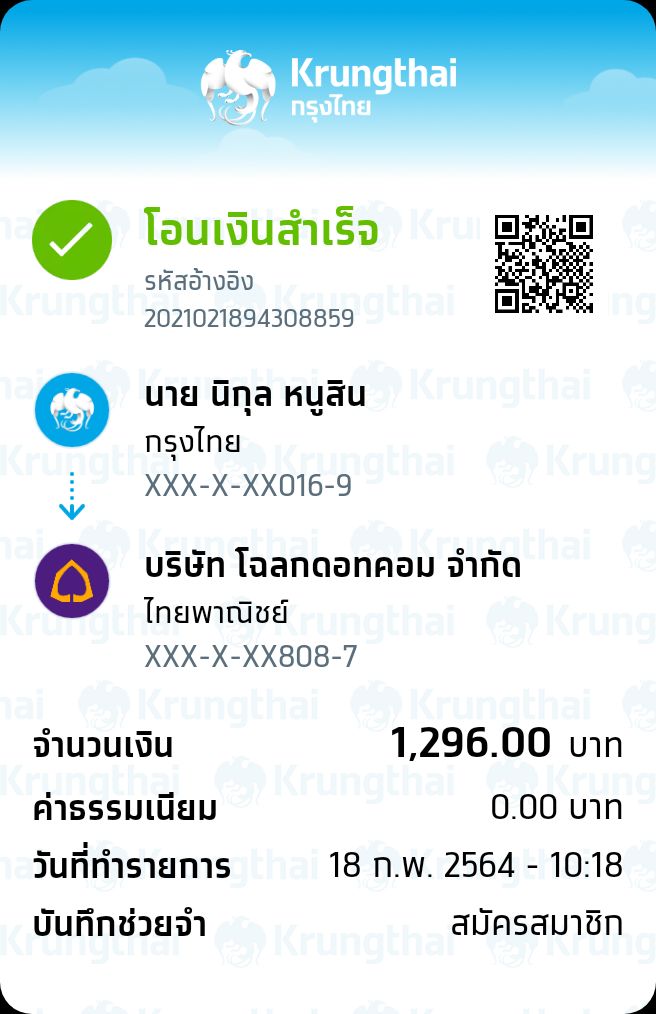 Krungthai
กรุงไทย
โอนเงินสำเร็จ
รหัสอ้างอิง
2021021894308859
นาย นิกุล หนูสิน
กรุงไทย
XXX-X-XX016-9
บริษัท โฉลกดอทคอม จำกัด
ไทยพาณิชย์
XXX-X-XX808-7
จำนวนเงิน 1,296.00 บาท
ค่าธรรมเนียม 0.00 บาท
วันที่ทำรายการ 18 ก.พ. 2564 - 10:18
บันทึกช่วยจำ สมัครสมาชิก